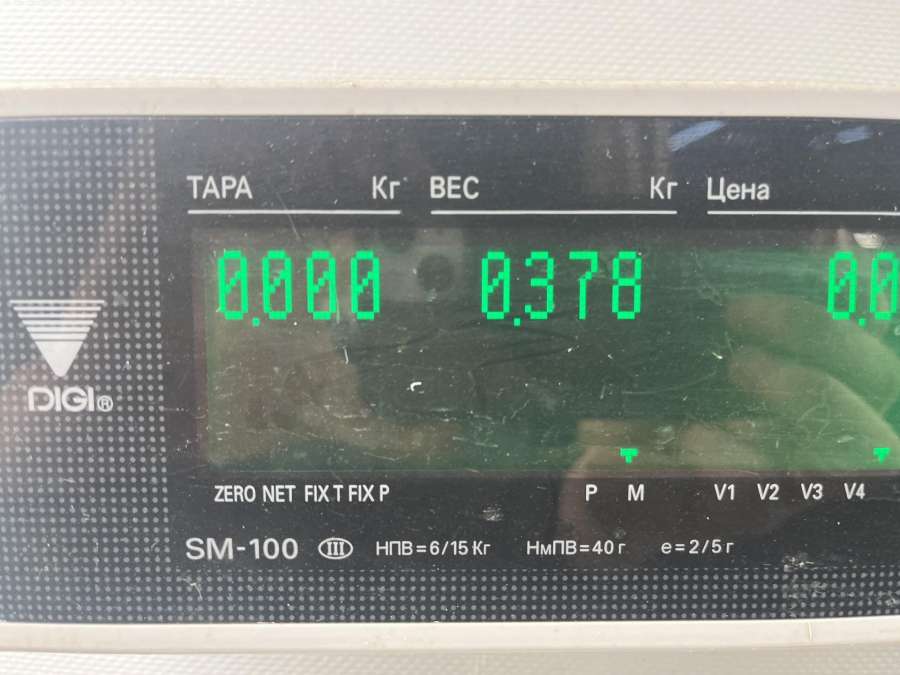 ТАРА Кг ВЕС Кг Цена
0.000 0.378 0.0
DIGI®
ZERO NET FIX T FIX P P M V1 V2 V3 V4
SM-100 III НПВ=6/15 Кг НмПВ=40 г e=2/5 г